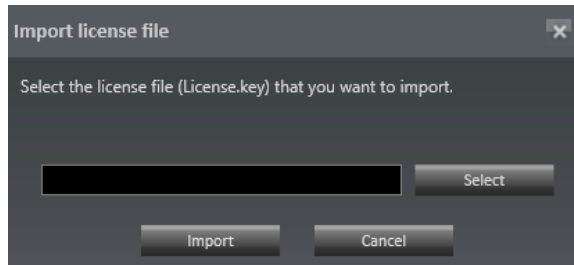 Import license file
Select the license file (License.key) that you want to import.
Select
Import
Cancel